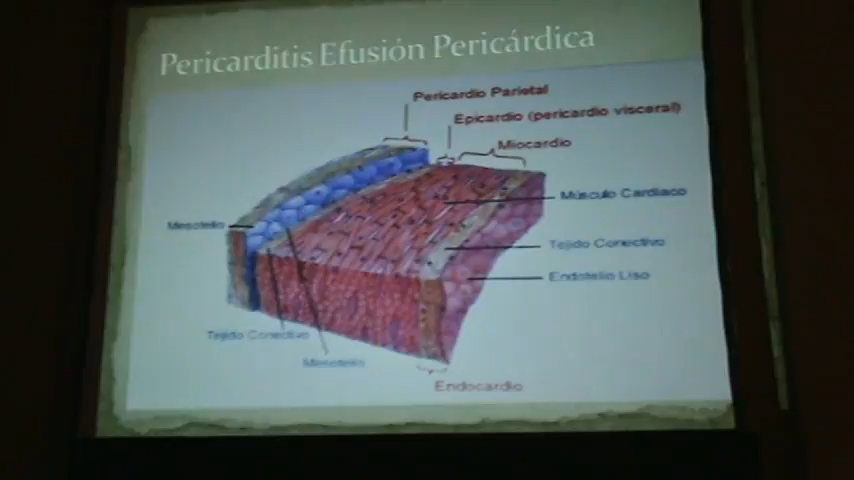 Pericarditis Efusión Pericárdica
Pericardio Parietal
Epicardio (pericardio visceral)
Miocardio
Músculo Cardiaco
Mesotelio
Tejido Conectivo
Endotelio Liso
Tejido Conectivo
Mesotelio
Endocardio